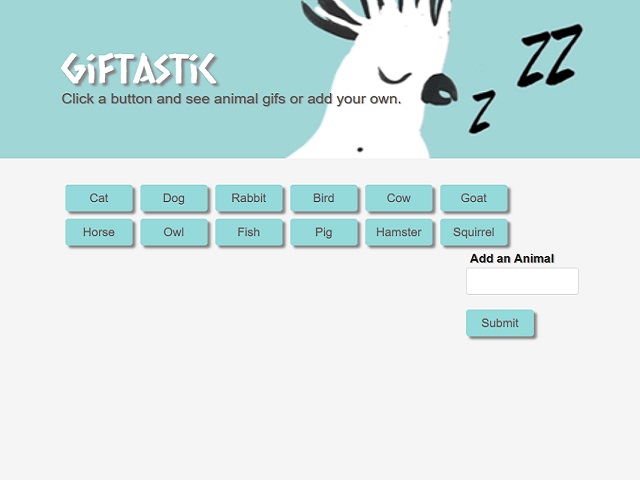 GiFTASTiC
Click a button and see animal gifs or add your own.
ZZ
Z
Cat Dog Rabbit Bird Cow Goat
Horse Owl Fish Pig Hamster Squirrel
Add an Animal
Submit